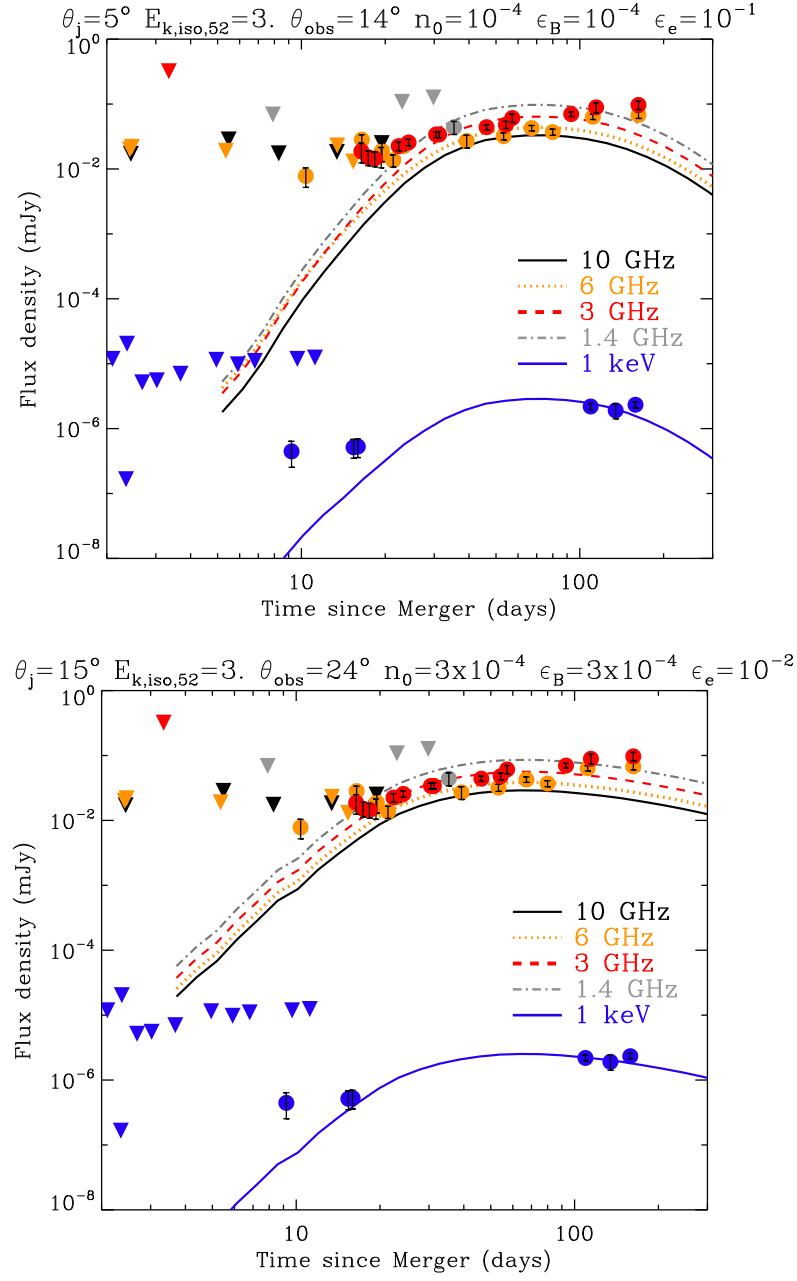 θj=5° Ek,iso,52=3. θobs=14° n0=10^-4 ϵB=10^-4 ϵe=10^-1
10^0
10^-2
10^-4
10^-6
10^-8
Flux density (mJy)
10 GHz
6 GHz
3 GHz
1.4 GHz
1 keV
10 100
Time since Merger (days)
θj=15° Ek,iso,52=3. θobs=24° n0=3x10^-4 ϵB=3x10^-4 ϵe=10^-2
10^0
10^-2
10^-4
10^-6
10^-8
Flux density (mJy)
10 GHz
6 GHz
3 GHz
1.4 GHz
1 keV
10 100
Time since Merger (days)